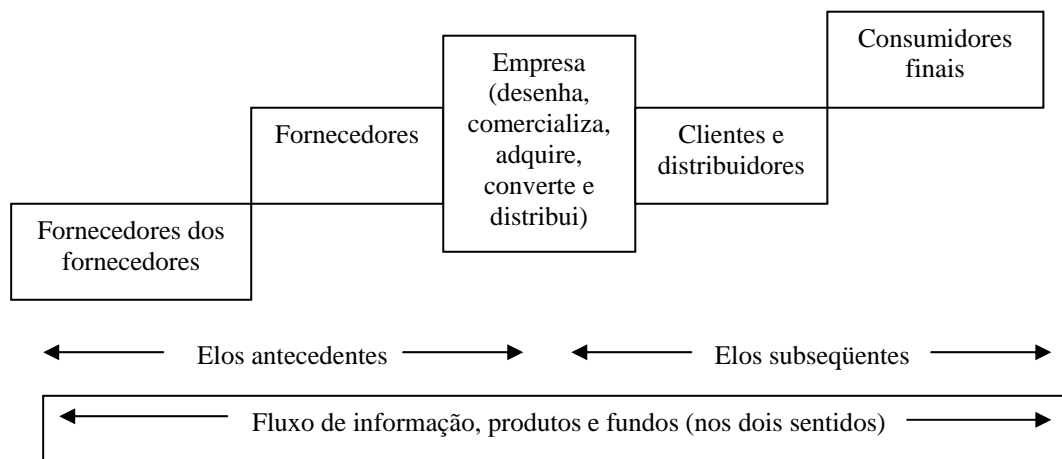 Fornecedores dos
fornecedores
Fornecedores
Empresa
(desenha,
comercializa,
adquire,
converte e
distribui)
Clientes e
distribuidores
Consumidores
finais
Elos antecedentes
Elos subseqüentes
Fluxo de informação, produtos e fundos (nos dois sentidos)